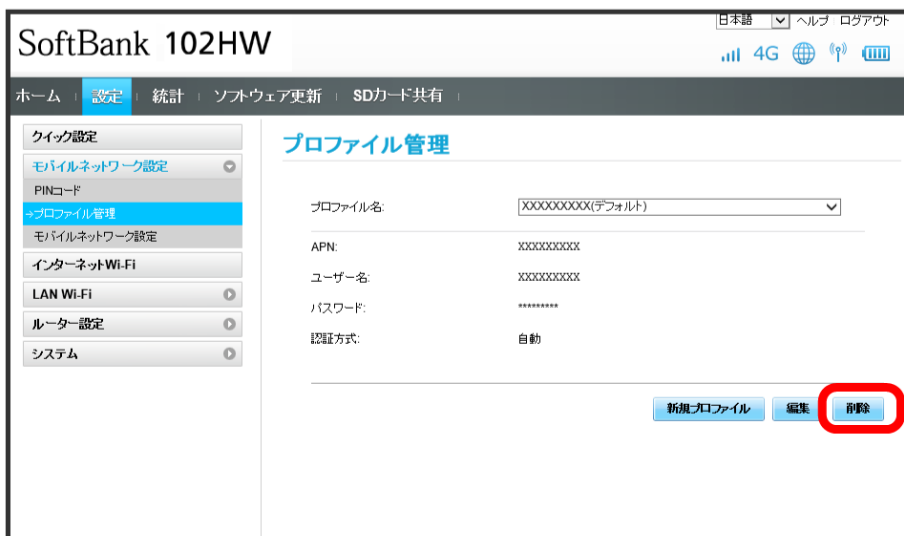 日本語 ヘルプ ログアウト
SoftBank 102HW
4G
ホーム 設定 統計 ソフトウェア更新 SDカード共有
クイック設定
モバイルネットワーク設定
PINコード
→プロファイル管理
モバイルネットワーク設定
インターネットWi-Fi
LAN Wi-Fi
ルーター設定
システム
プロファイル管理
プロファイル名: XXXXXXXXX(デフォルト)
APN: XXXXXXXXX
ユーザー名: XXXXXXXXX
パスワード: *********
認証方式: 自動
新規プロファイル 編集 削除